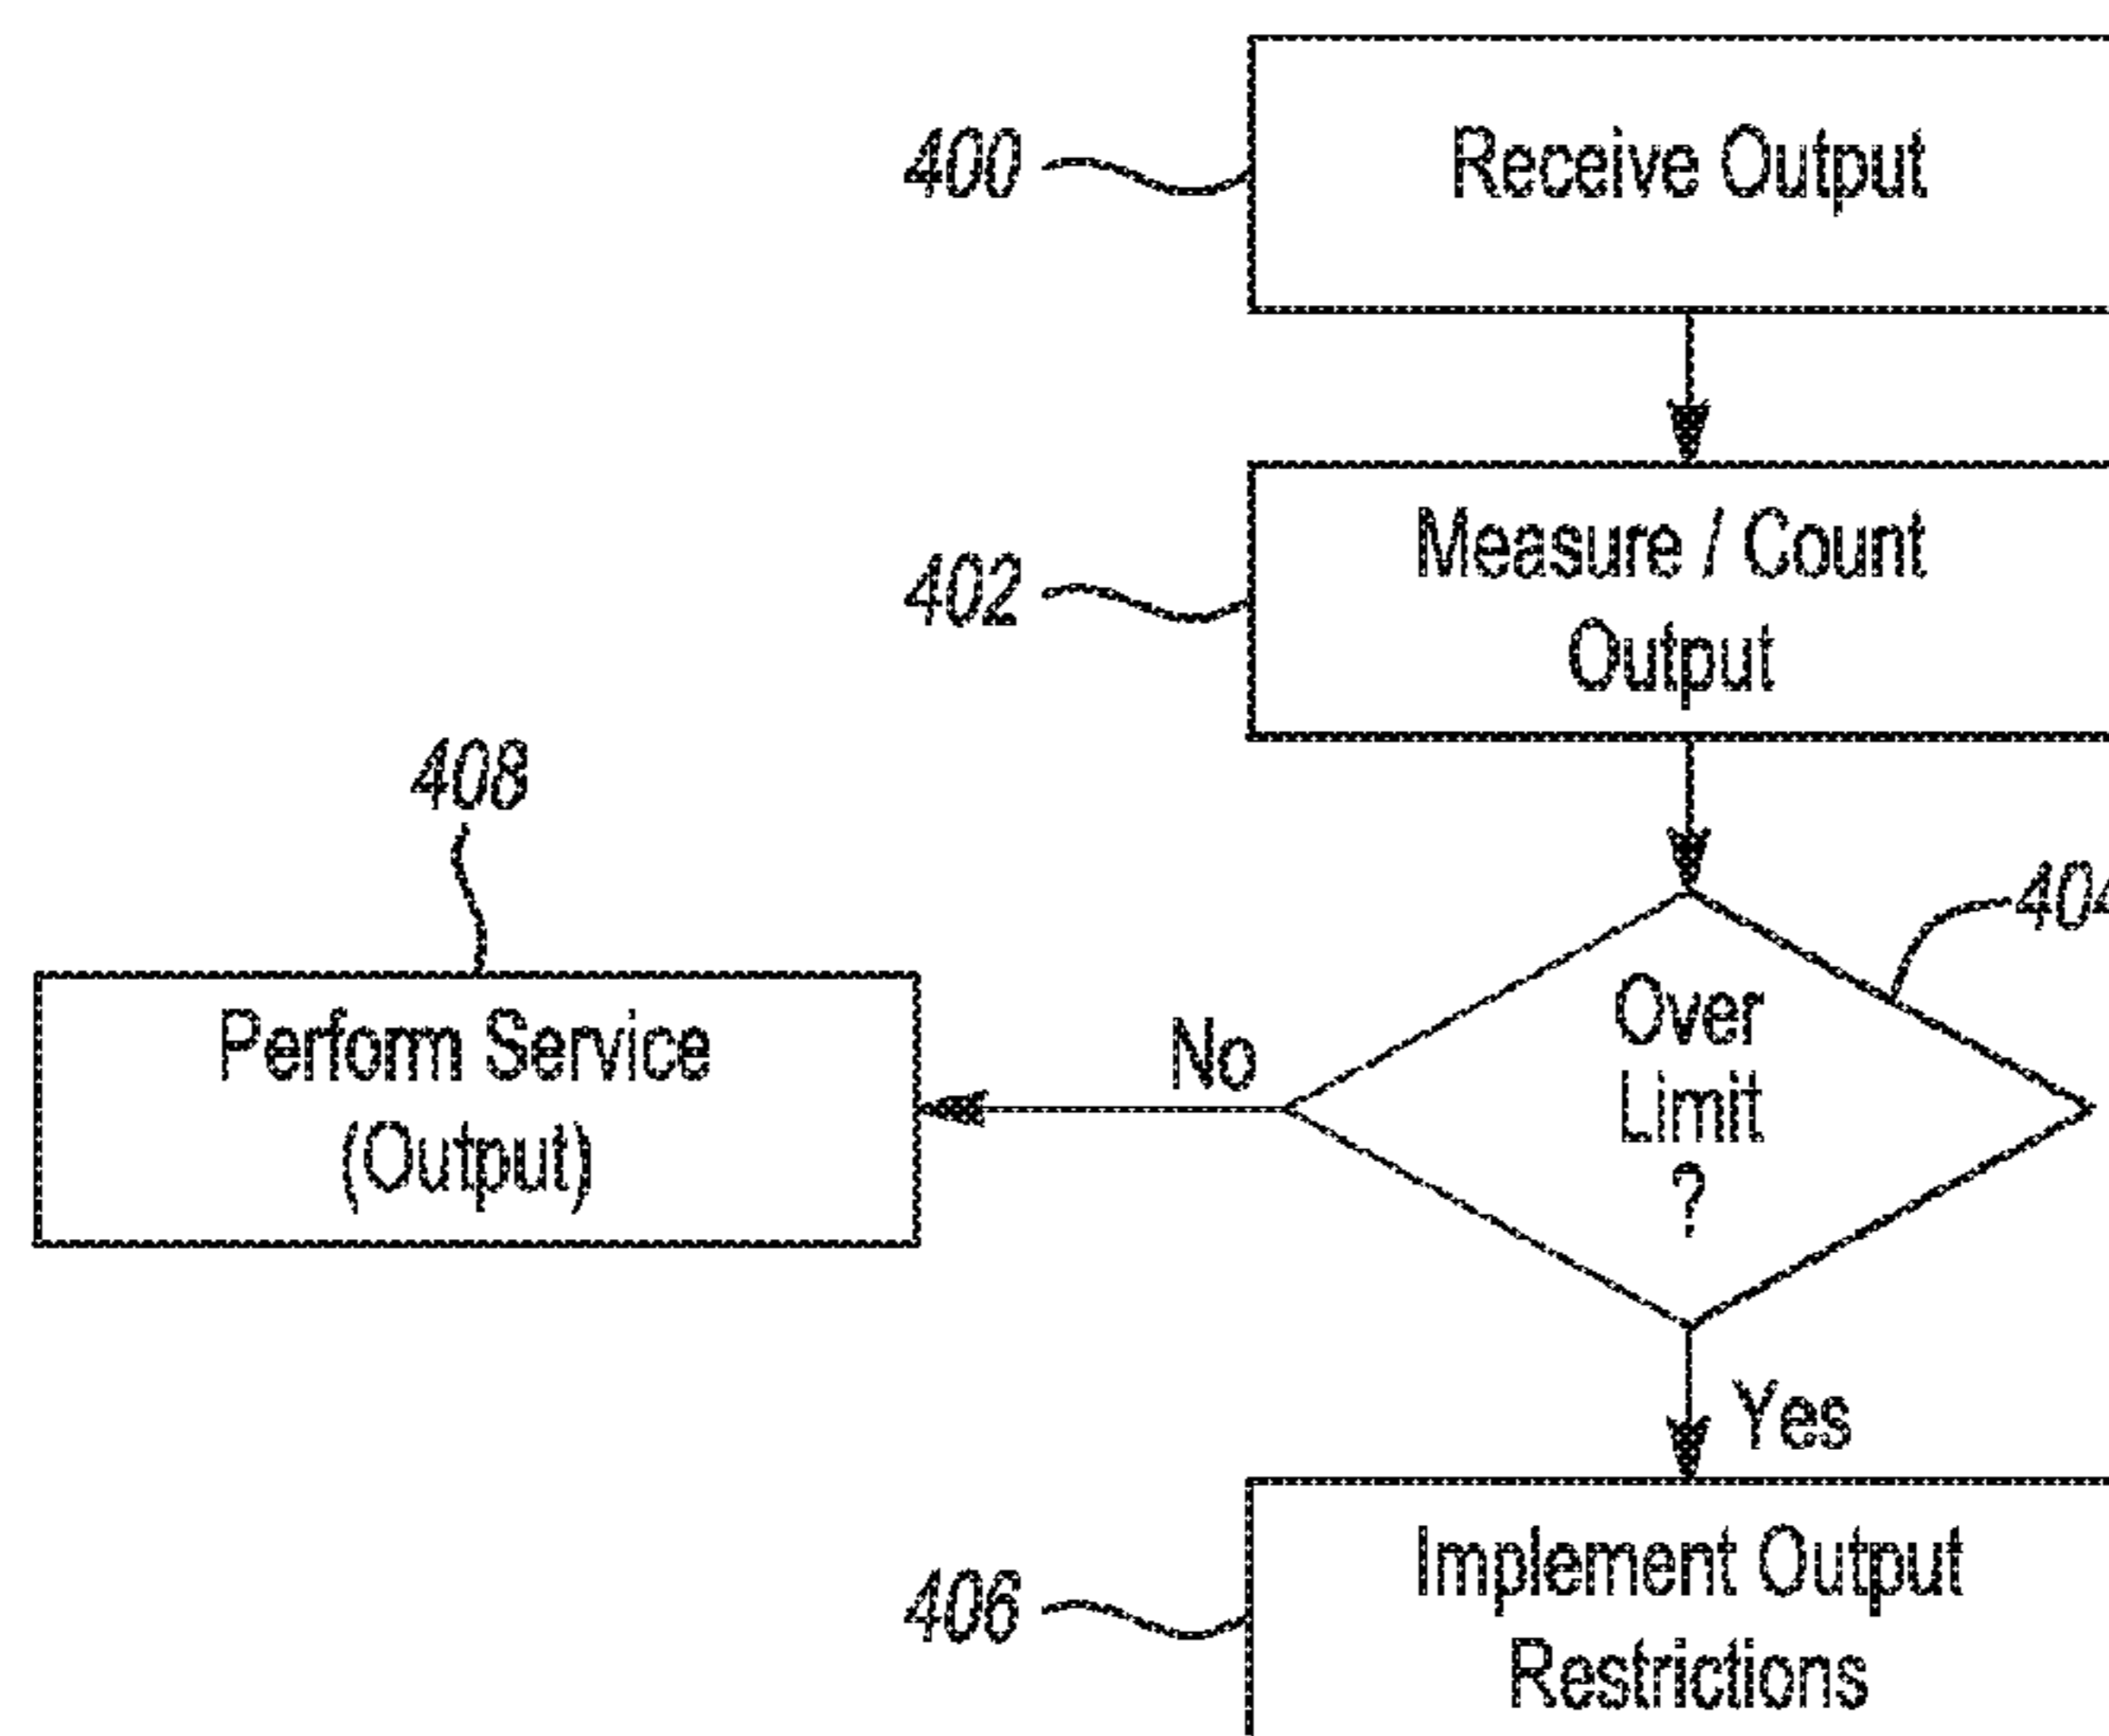 400
Receive Output
402
Measure / Count
Output
408
404
Perform Service
(Output)
No
Over
Limit
?
Yes
406
Implement Output
Restrictions